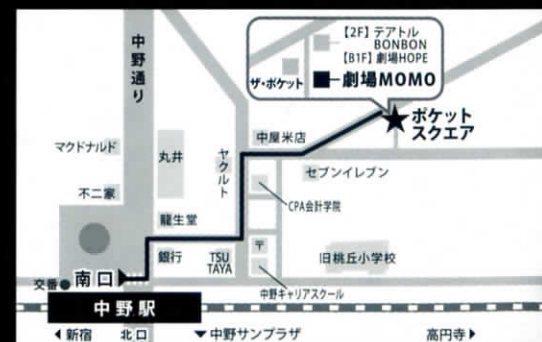 中野通り
【2F】テアトル
BONBON
【B1F】劇場HOPE
ザ・ポケット
劇場MOMO
ポケット
スクエア
マクドナルド
丸井
ヤクルト
中屋米店
セブンイレブン
不二家
CPA会計学院
龍生堂
銀行
TSU
TAYA
〒
旧桃丘小学校
交番
南口
中野キャリアスクール
中野駅
新宿
北口
中野サンプラザ
高円寺